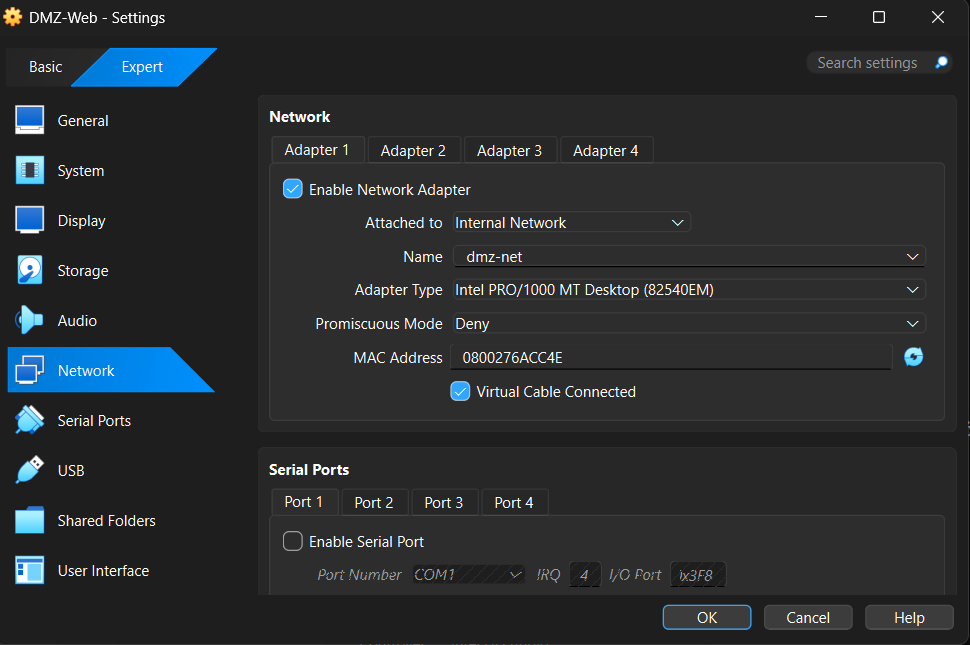 DMZ-Web - Settings
Basic Expert Search settings
General
System
Display
Storage
Audio
Network
Serial Ports
USB
Shared Folders
User Interface
Network
Adapter 1 Adapter 2 Adapter 3 Adapter 4
Enable Network Adapter
Attached to Internal Network
Name dmz-net
Adapter Type Intel PRO/1000 MT Desktop (82540EM)
Promiscuous Mode Deny
MAC Address 0800276ACC4E
Virtual Cable Connected
Serial Ports
Port 1 Port 2 Port 3 Port 4
Enable Serial Port
Port Number COM1 IRQ 4 I/O Port 0x3F8
OK Cancel Help